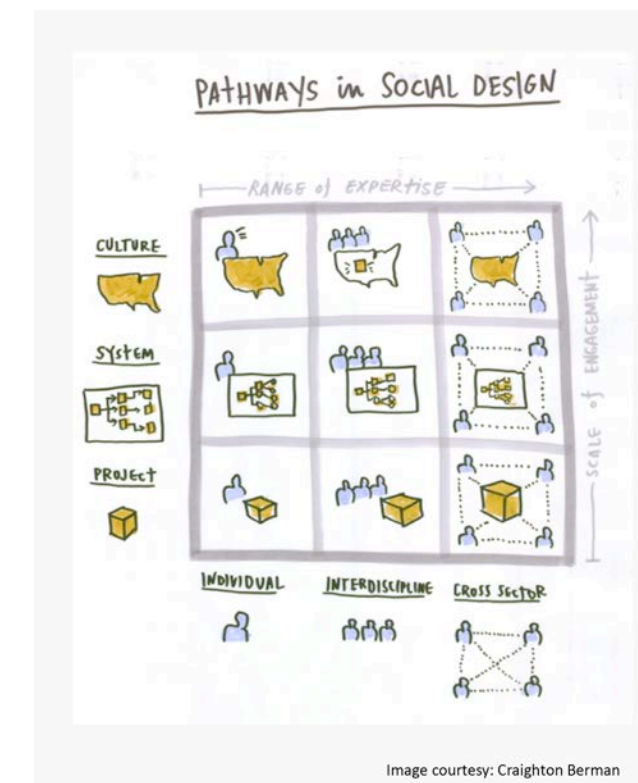 PATHWAYS in SOCIAL DESIGN
RANGE of EXPERTISE
CULTURE
SYSTEM
PROJECT
SCALE of ENGAGEMENT
INDIVIDUAL
INTERDISCIPLINE
CROSS SECTOR
Image courtesy: Craighton Berman